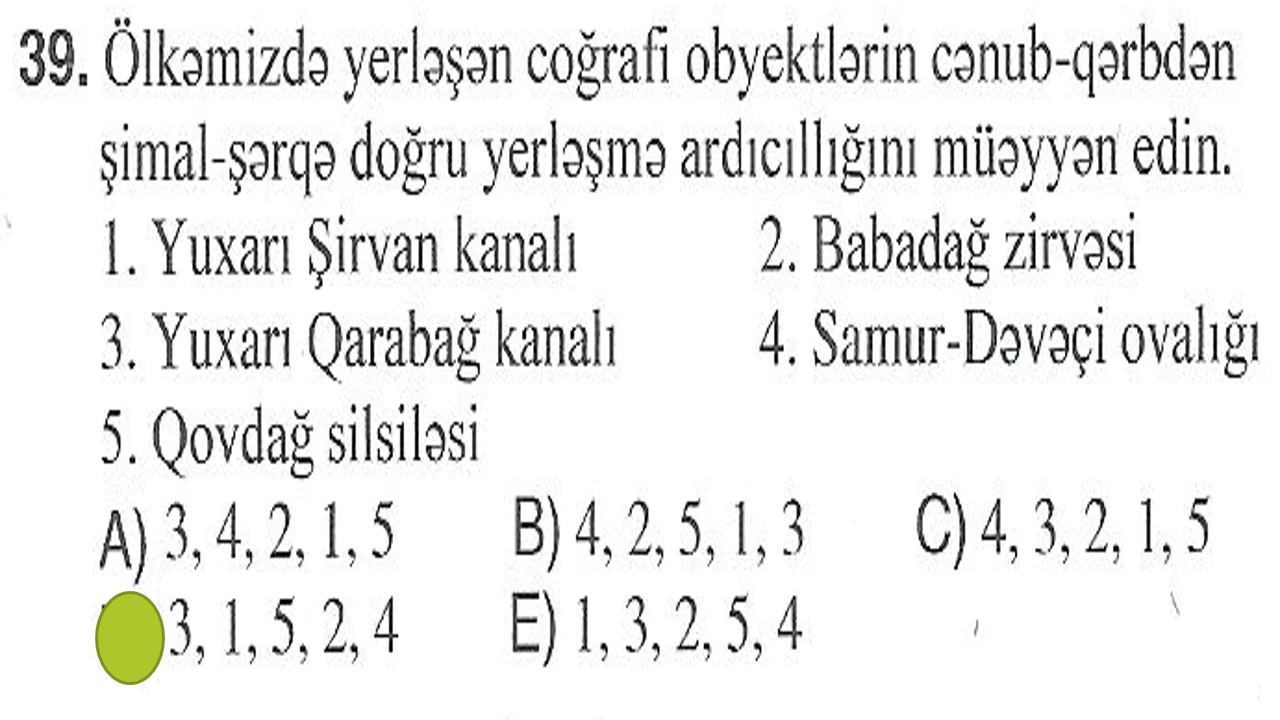 39. Ölkəmizdə yerləşən coğrafi obyektlərin cənub-qərbdən
şimal-şərqə doğru yerləşmə ardıcıllığını müəyyən edin.
1. Yuxarı Şirvan kanalı 2. Babadağ zirvəsi
3. Yuxarı Qarabağ kanalı 4. Samur-Dəvəçi ovalığı
5. Qovdağ silsiləsi
A) 3, 4, 2, 1, 5 B) 4, 2, 5, 1, 3 C) 4, 3, 2, 1, 5
3, 1, 5, 2, 4 E) 1, 3, 2, 5, 4